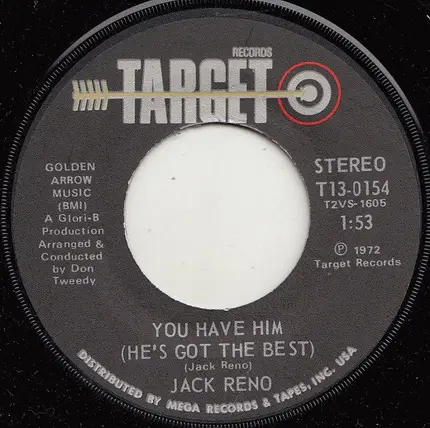 RECORDS
TARGET
GOLDEN
ARROW
MUSIC
(BMI)
A Glori-B
Production
Arranged &
Conducted
by Don
Tweedy
STEREO
T13-0154
T2VS-1605
1:53
Ⓟ 1972
Target Records
YOU HAVE HIM
(HE'S GOT THE BEST)
(Jack Reno)
JACK RENO
DISTRIBUTED BY MEGA RECORDS & TAPES, INC. USA